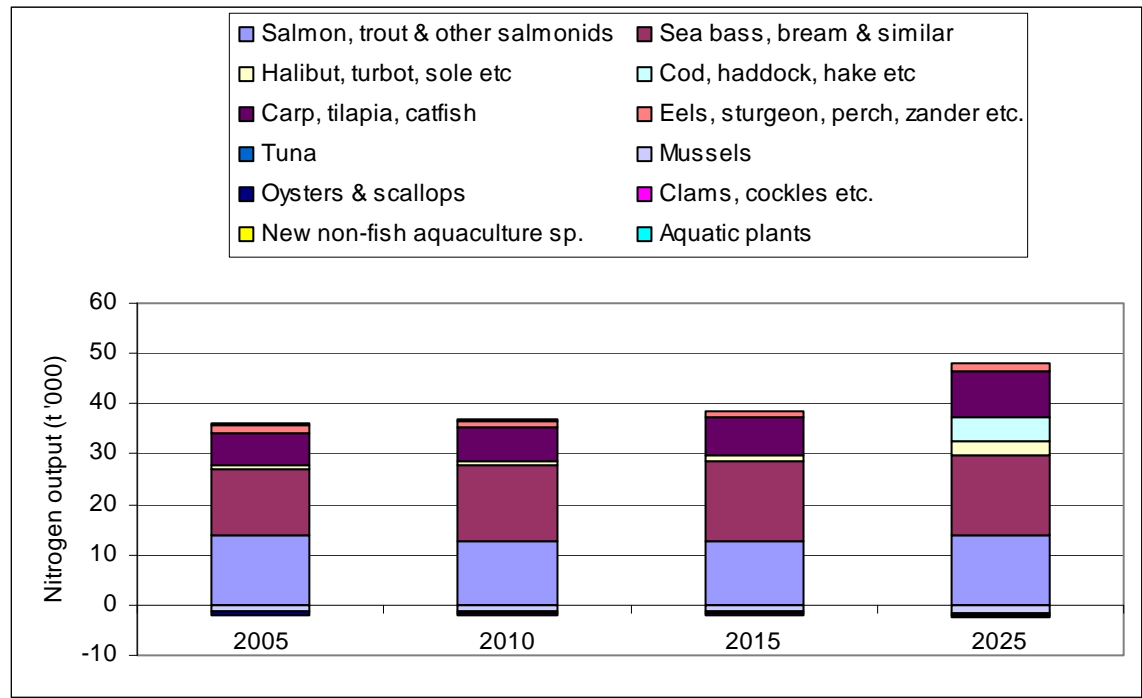 Salmon, trout & other salmonids Sea bass, bream & similar
Halibut, turbot, sole etc Cod, haddock, hake etc
Carp, tilapia, catfish Eels, sturgeon, perch, zander etc.
Tuna Mussels
Oysters & scallops Clams, cockles etc.
New non-fish aquaculture sp. Aquatic plants
Nitrogen output (t '000)
60
50
40
30
20
10
0
-10
2005 2010 2015 2025